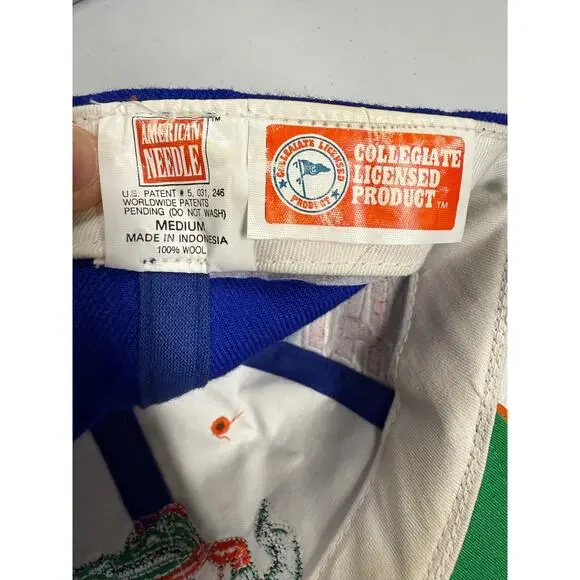 AMERICAN
NEEDLE
TM
U.S. PATENT # 5, 031, 246
WORLDWIDE PATENTS
PENDING (DO NOT WASH)
MEDIUM
MADE IN INDONESIA
100% WOOL
COLLEGIATE LICENSED
PRODUCT
COLLEGIATE
LICENSED
PRODUCT TM